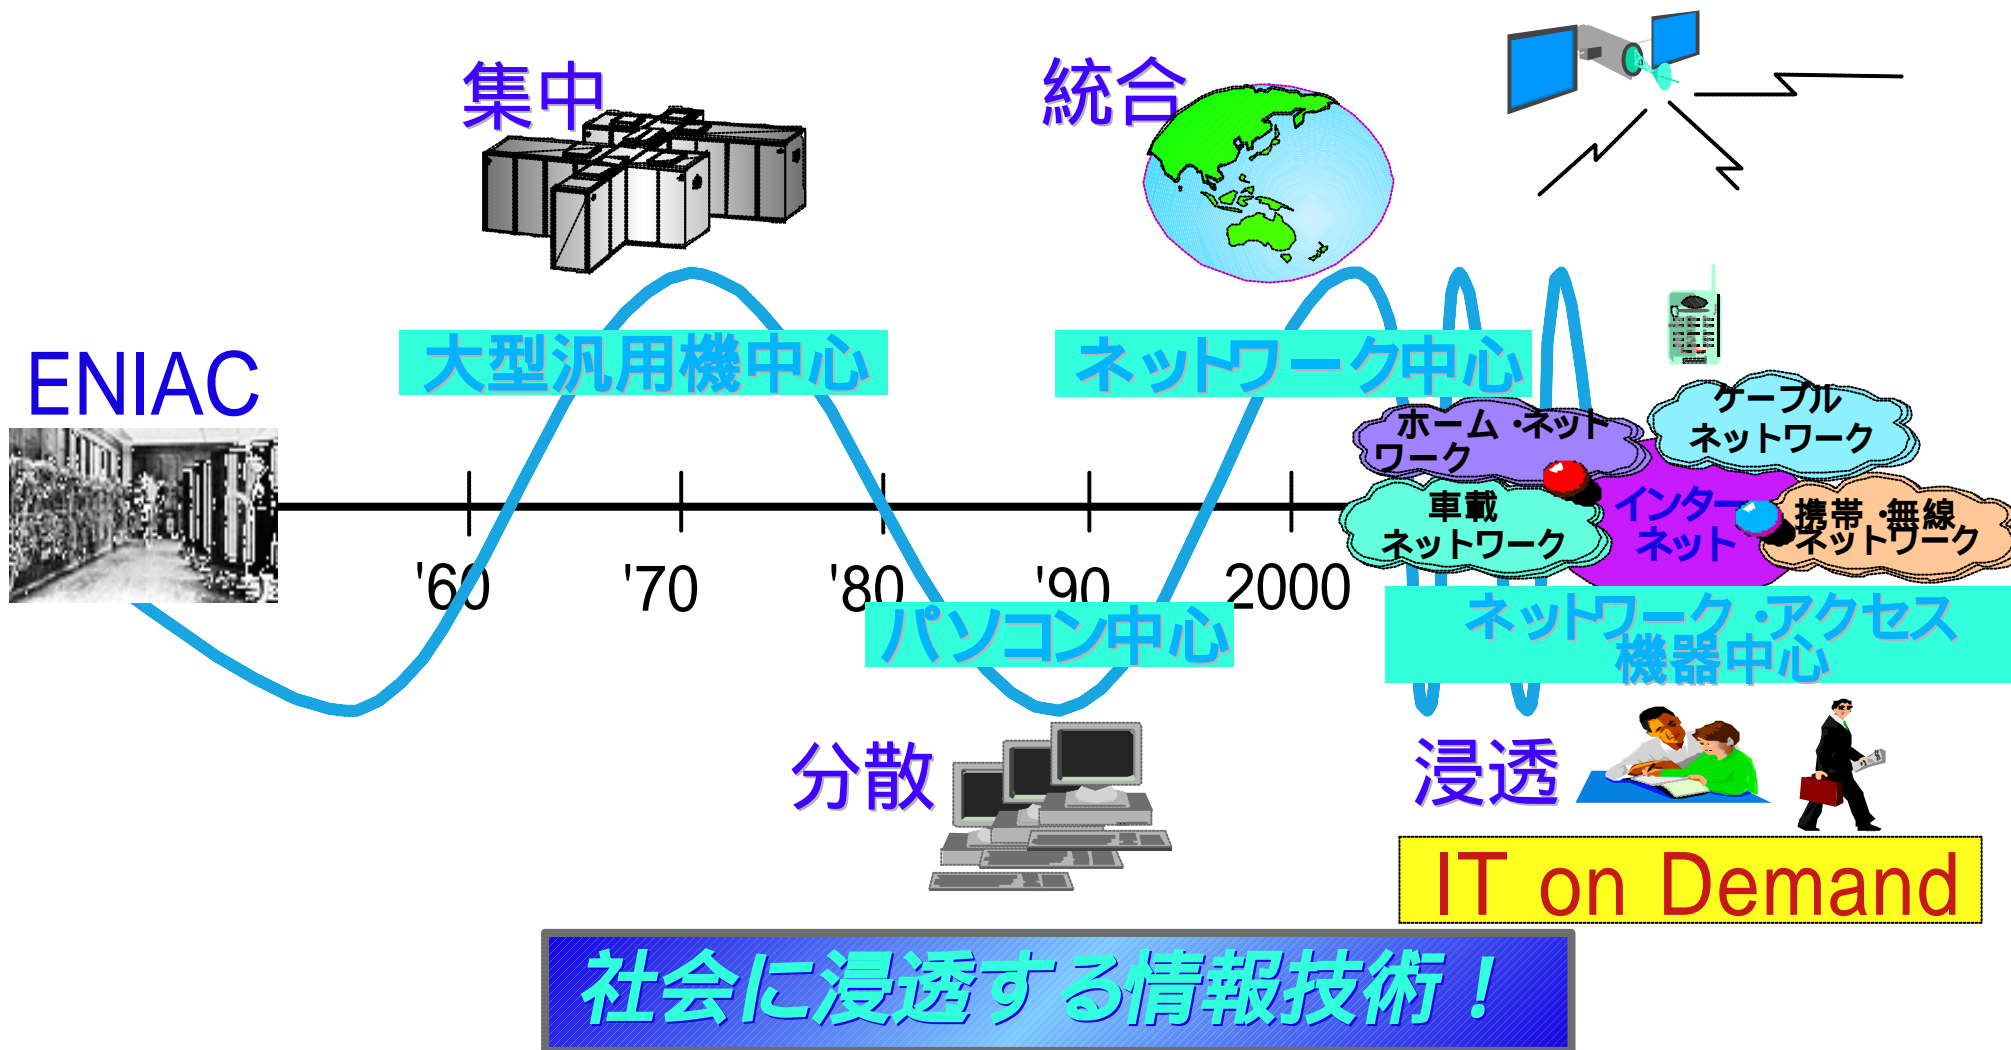 集中
統合
ENIAC
大型汎用機中心
ネットワーク中心
ケーブル
ネットワーク
ホーム・ネット
ワーク
車載
ネットワーク
インター
ネット
携帯・無線
ネットワーク
'60
'70
'80
'90
2000
パソコン中心
ネットワーク・アクセス
機器中心
分散
浸透
IT on Demand
社会に浸透する情報技術！